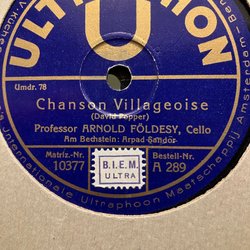 ULTRAPHON
Umdr. 78
Chanson Villageoise
(David Popper)
Professor ARNOLD FÖLDESY, Cello
Am Bechstein: Arpad Sandor
Matriz.-Nr.
10377
B.I.E.M.
ULTRA
Bestell-Nr.
A 289
Internationale Ultraphoon Maatschappij